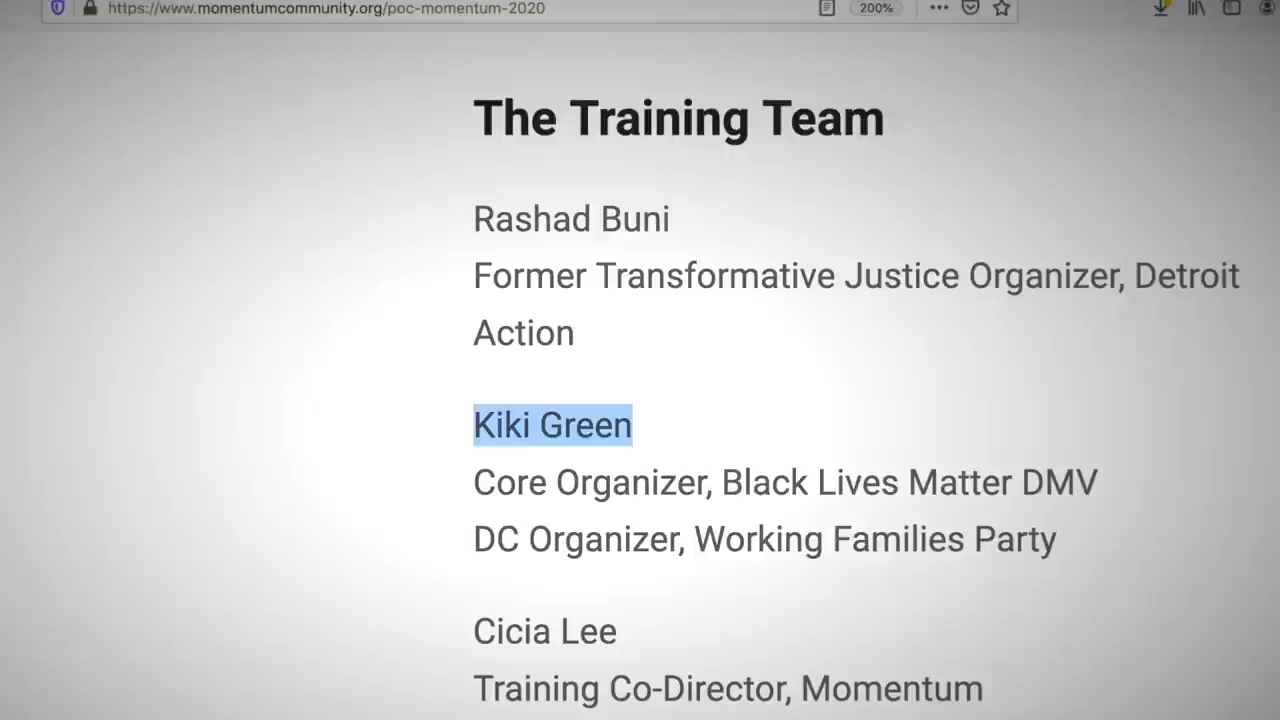 https://www.momentumcommunity.org/poc-momentum-2020
200%
The Training Team
Rashad Buni
Former Transformative Justice Organizer, Detroit
Action
Kiki Green
Core Organizer, Black Lives Matter DMV
DC Organizer, Working Families Party
Cicia Lee
Training Co-Director, Momentum